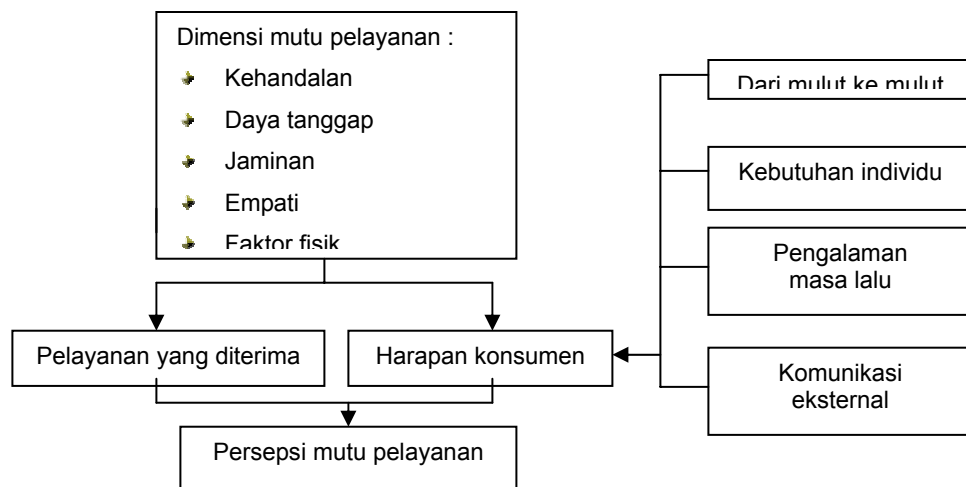 Dimensi mutu pelayanan :
Kehandalan
Daya tanggap
Jaminan
Empati
Faktor fisik
Dari mulut ke mulut
Kebutuhan individu
Pengalaman
masa lalu
Komunikasi
eksternal
Pelayanan yang diterima
Harapan konsumen
Persepsi mutu pelayanan